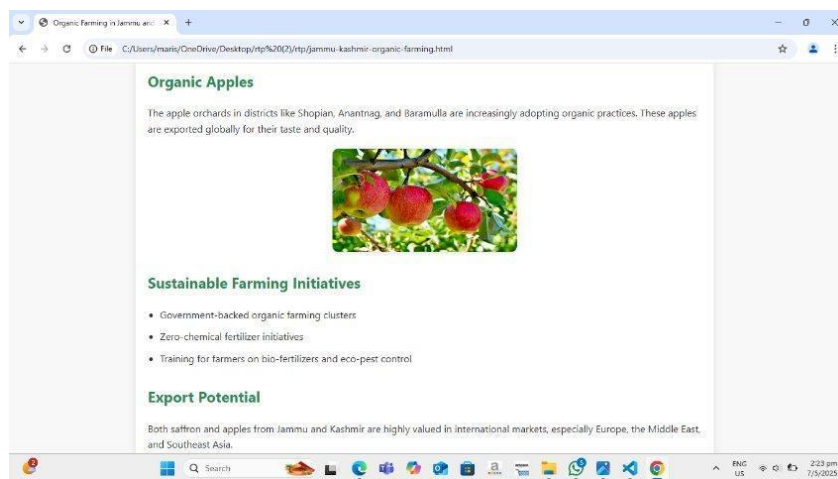 Organic Farming in Jammu and
File C:/Users/maris/OneDrive/Desktop/rtp%20(2)/rtp/jammu-kashmir-organic-farming.html
Organic Apples
The apple orchards in districts like Shopian, Anantnag, and Baramulla are increasingly adopting organic practices. These apples
are exported globally for their taste and quality.
Sustainable Farming Initiatives
• Government-backed organic farming clusters
• Zero-chemical fertilizer initiatives
• Training for farmers on bio-fertilizers and eco-pest control
Export Potential
Both saffron and apples from Jammu and Kashmir are highly valued in international markets, especially Europe, the Middle East,
and Southeast Asia.
Search
ENG
US
2:23 pm
7/5/2025